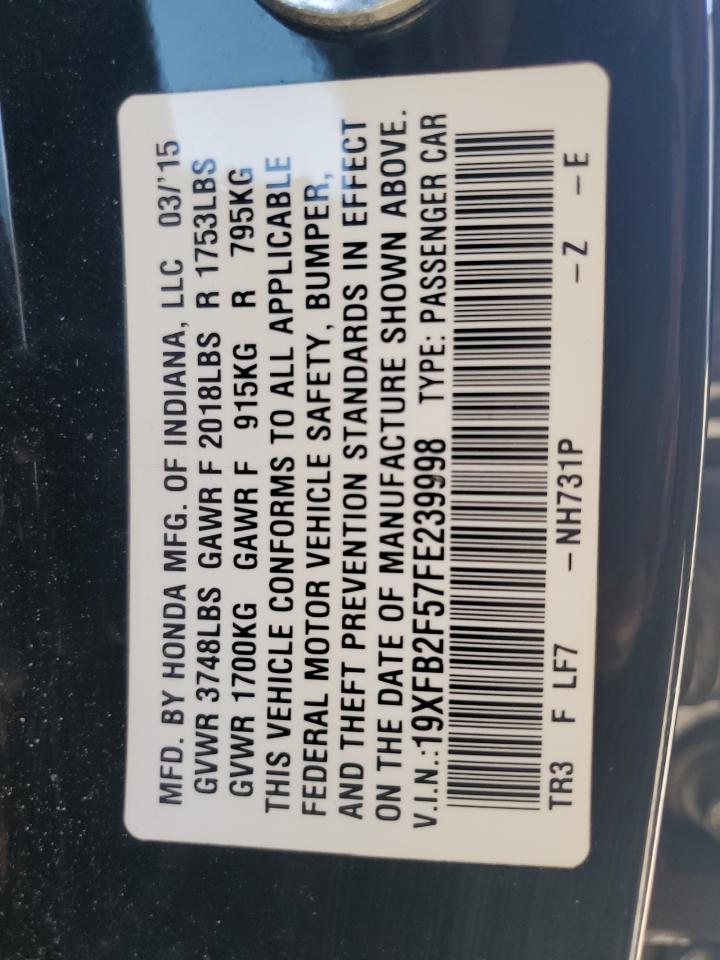 MFD. BY HONDA MFG. OF INDIANA, LLC 03/'15
GVWR 3748LBS GAWR F 2018LBS R 1753LBS
GVWR 1700KG GAWR F 915KG R 795KG
THIS VEHICLE CONFORMS TO ALL APPLICABLE
FEDERAL MOTOR VEHICLE SAFETY, BUMPER,
AND THEFT PREVENTION STANDARDS IN EFFECT
ON THE DATE OF MANUFACTURE SHOWN ABOVE.
V.I.N.:19XFB2F57FE239998 TYPE: PASSENGER CAR
TR3 F LF7 –NH731P –Z –E